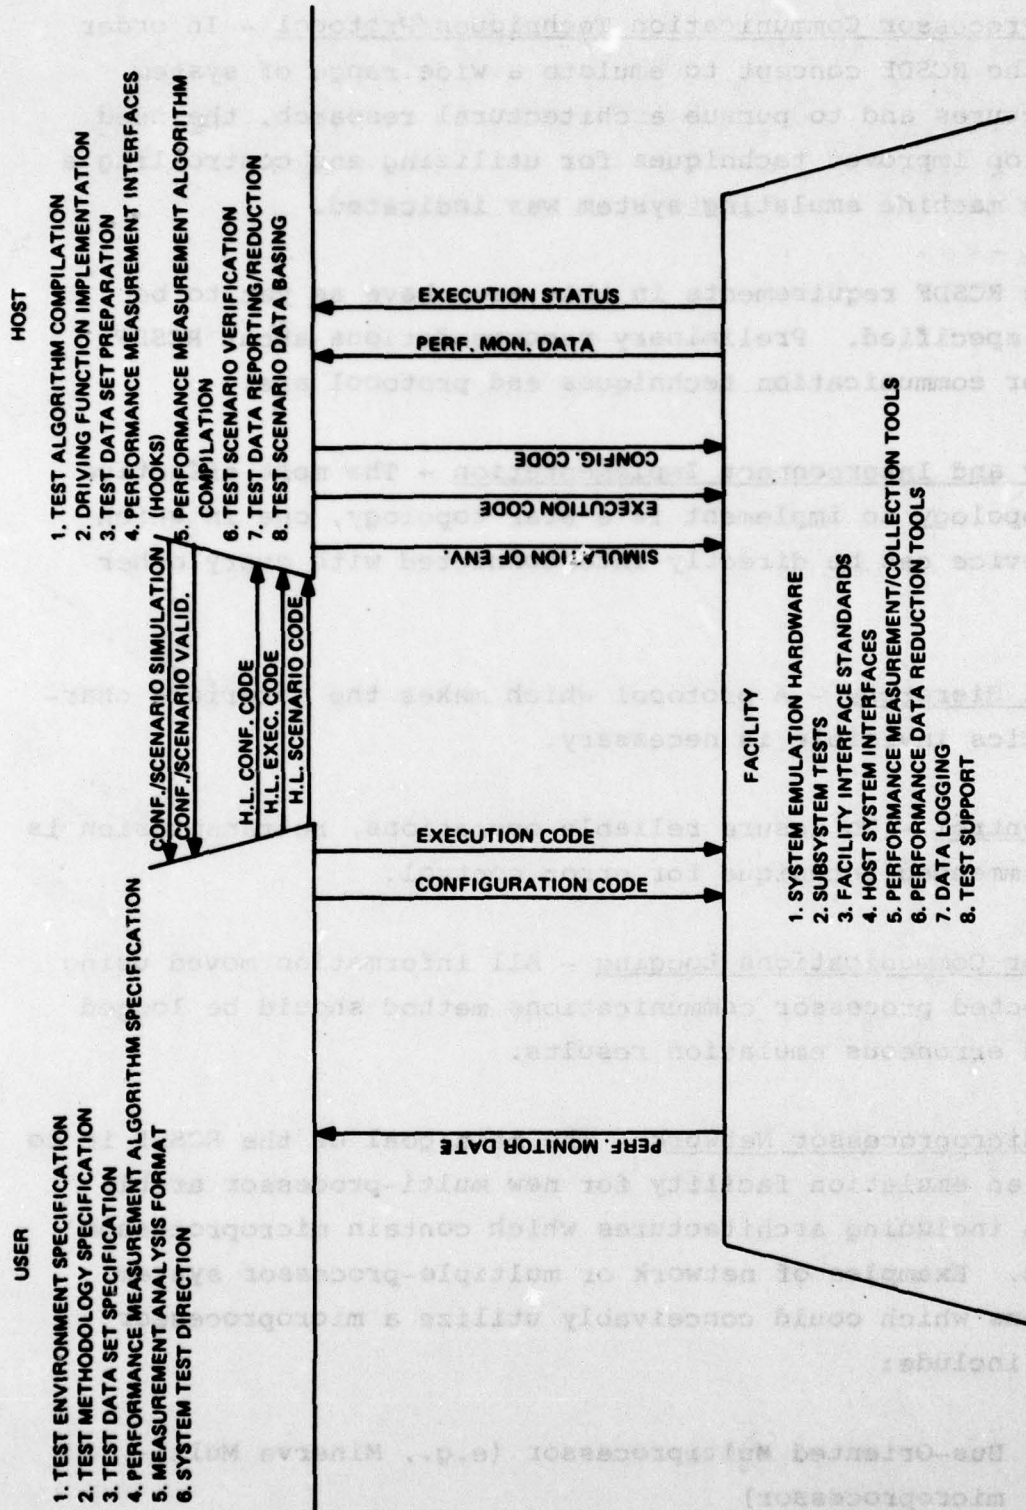 USER
1. TEST ENVIRONMENT SPECIFICATION
2. TEST METHODOLOGY SPECIFICATION
3. TEST DATA SET SPECIFICATION
4. PERFORMANCE MEASUREMENT ALGORITHM SPECIFICATION
5. MEASUREMENT ANALYSIS FORMAT
6. SYSTEM TEST DIRECTION
HOST
1. TEST ALGORITHM COMPILATION
2. DRIVING FUNCTION IMPLEMENTATION
3. TEST DATA SET PREPARATION
4. PERFORMANCE MEASUREMENT INTERFACES
(HOOKS)
5. PERFORMANCE MEASUREMENT ALGORITHM
COMPILATION
6. TEST SCENARIO VERIFICATION
7. TEST DATA REPORTING/REDUCTION
8. TEST SCENARIO DATA BASING
CONF./SCENARIO SIMULATION
CONF./SCENARIO VALID.
H.L. CONF. CODE
H.L. EXEC. CODE
H.L. SCENARIO CODE
PERF. MONITOR DATE
CONFIGURATION CODE
EXECUTION CODE
SIMULATION OF ENV.
EXECUTION CODE
CONFIG. CODE
PERF. MON. DATA
EXECUTION STATUS
FACILITY
1. SYSTEM EMULATION HARDWARE
2. SUBSYSTEM TESTS
3. FACILITY INTERFACE STANDARDS
4. HOST SYSTEM INTERFACES
5. PERFORMANCE MEASUREMENT/COLLECTION TOOLS
6. PERFORMANCE DATA REDUCTION TOOLS
7. DATA LOGGING
8. TEST SUPPORT